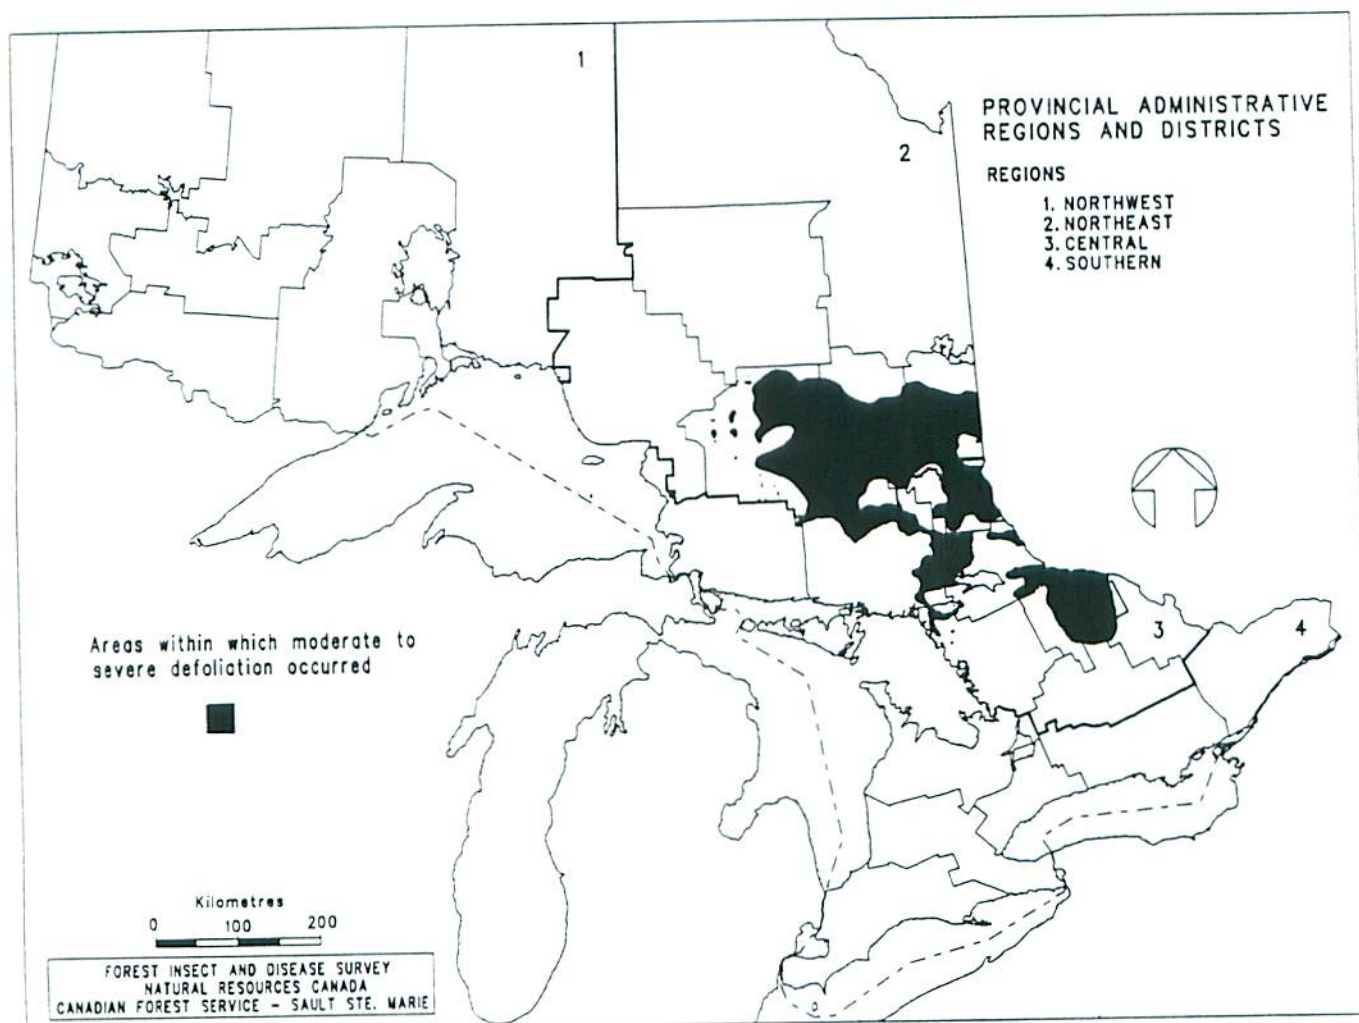 1
2
PROVINCIAL ADMINISTRATIVE
REGIONS AND DISTRICTS
REGIONS
1. NORTHWEST
2. NORTHEAST
3. CENTRAL
4. SOUTHERN
3
4
Areas within which moderate to
severe defoliation occurred
Kilometres
0 100 200
FOREST INSECT AND DISEASE SURVEY
NATURAL RESOURCES CANADA
CANADIAN FOREST SERVICE - SAULT STE. MARIE